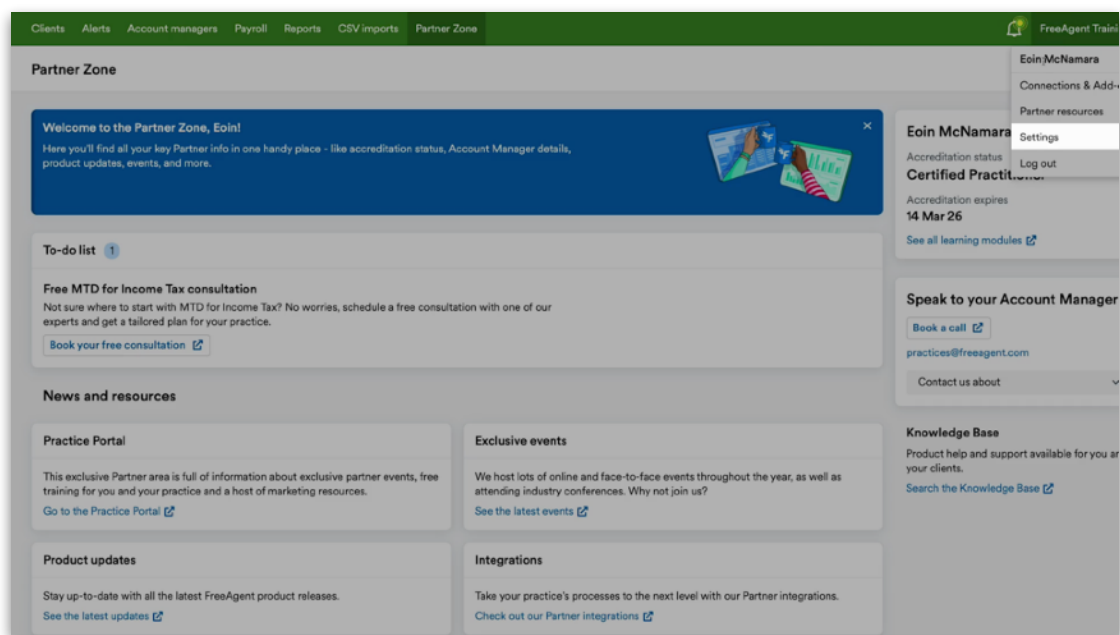 Clients Alerts Account managers Payroll Reports CSV imports Partner Zone
FreeAgent Traini
Partner Zone
Eoin McNamara
Connections & Add-
Partner resources
Settings
Log out
Welcome to the Partner Zone, Eoin!
Here you'll find all your key Partner info in one handy place - like accreditation status, Account Manager details,
product updates, events, and more.
Eoin McNamara
Accreditation status
Certified
Accreditation expires
14 Mar 26
See all learning modules
To-do list 1
Free MTD for Income Tax consultation
Not sure where to start with MTD for Income Tax? No worries, schedule a free consultation with one of our
experts and get a tailored plan for your practice.
Book your free consultation
Speak to your Account Manager
Book a call
practices@freeagent.com
Contact us about
News and resources
Practice Portal
This exclusive Partner area is full of information about exclusive partner events, free
training for you and your practice and a host of marketing resources.
Go to the Practice Portal
Exclusive events
We host lots of online and face-to-face events throughout the year, as well as
attending industry conferences. Why not join us?
See the latest events
Knowledge Base
Product help and support available for you an
your clients.
Search the Knowledge Base
Product updates
Stay up-to-date with all the latest FreeAgent product releases.
See the latest updates
Integrations
Take your practice's processes to the next level with our Partner integrations.
Check out our Partner integrations